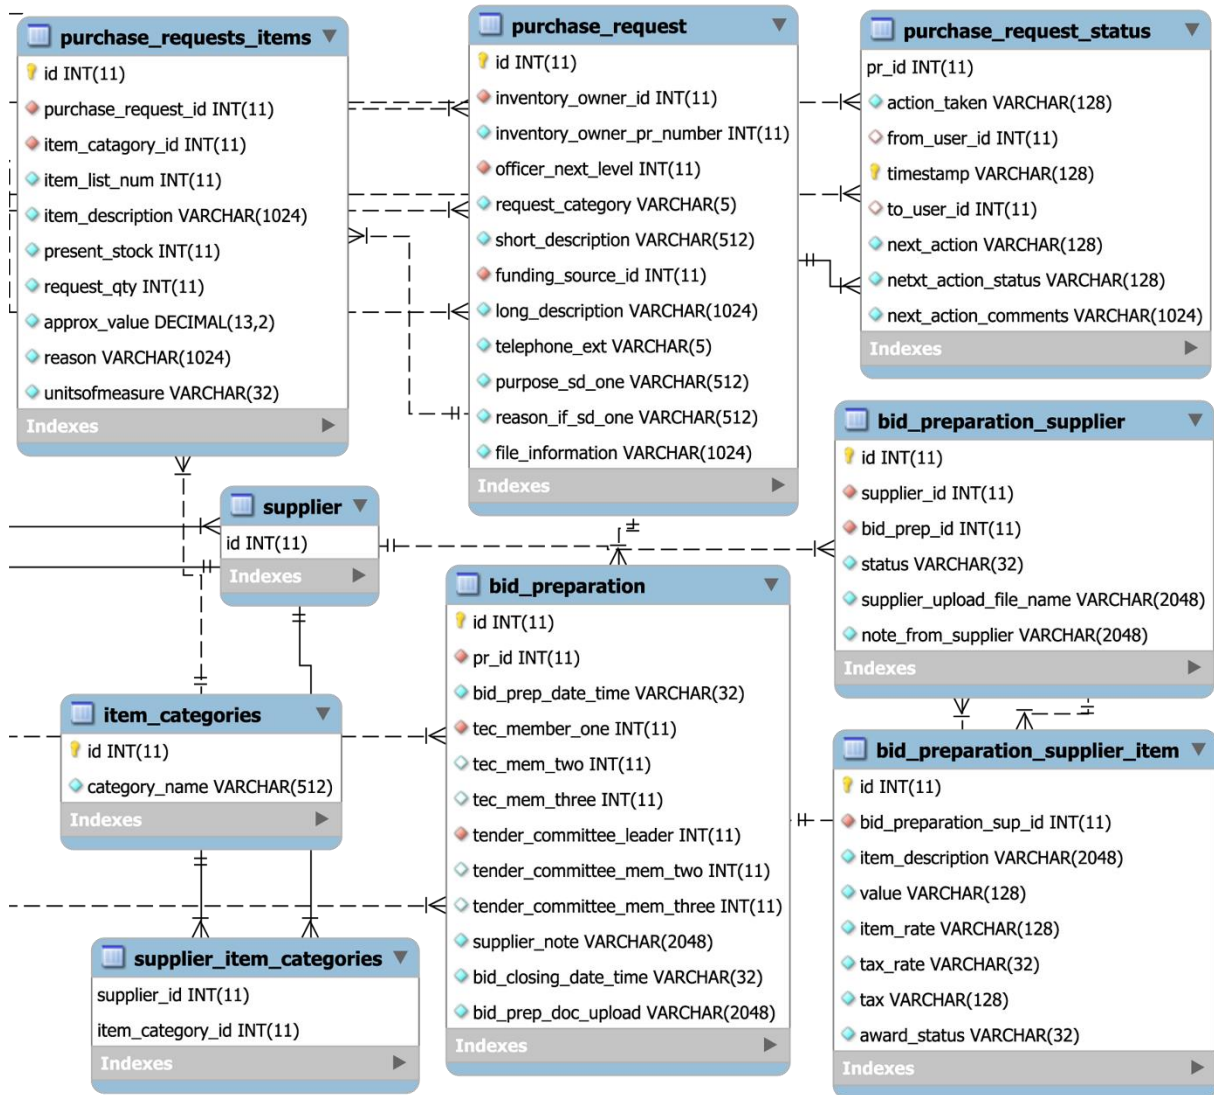 purchase_requests_items
id INT(11)
purchase_request_id INT(11)
item_catagory_id INT(11)
item_list_num INT(11)
item_description VARCHAR(1024)
present_stock INT(11)
request_qty INT(11)
approx_value DECIMAL(13,2)
reason VARCHAR(1024)
unitsofmeasure VARCHAR(32)
Indexes
purchase_request
id INT(11)
inventory_owner_id INT(11)
inventory_owner_pr_number INT(11)
officer_next_level INT(11)
request_category VARCHAR(5)
short_description VARCHAR(512)
funding_source_id INT(11)
long_description VARCHAR(1024)
telephone_ext VARCHAR(5)
purpose_sd_one VARCHAR(512)
reason_if_sd_one VARCHAR(512)
file_information VARCHAR(1024)
Indexes
purchase_request_status
pr_id INT(11)
action_taken VARCHAR(128)
from_user_id INT(11)
timestamp VARCHAR(128)
to_user_id INT(11)
next_action VARCHAR(128)
netxt_action_status VARCHAR(128)
next_action_comments VARCHAR(1024)
Indexes
supplier
id INT(11)
Indexes
bid_preparation_supplier
id INT(11)
supplier_id INT(11)
bid_prep_id INT(11)
status VARCHAR(32)
supplier_upload_file_name VARCHAR(2048)
note_from_supplier VARCHAR(2048)
Indexes
item_categories
id INT(11)
category_name VARCHAR(512)
Indexes
bid_preparation
id INT(11)
pr_id INT(11)
bid_prep_date_time VARCHAR(32)
tec_member_one INT(11)
tec_mem_two INT(11)
tec_mem_three INT(11)
tender_committee_leader INT(11)
tender_committee_mem_two INT(11)
tender_committee_mem_three INT(11)
supplier_note VARCHAR(2048)
bid_closing_date_time VARCHAR(32)
bid_prep_doc_upload VARCHAR(2048)
Indexes
bid_preparation_supplier_item
id INT(11)
bid_preparation_sup_id INT(11)
item_description VARCHAR(2048)
value VARCHAR(128)
item_rate VARCHAR(128)
tax_rate VARCHAR(32)
tax VARCHAR(128)
award_status VARCHAR(32)
Indexes
supplier_item_categories
supplier_id INT(11)
item_category_id INT(11)
Indexes